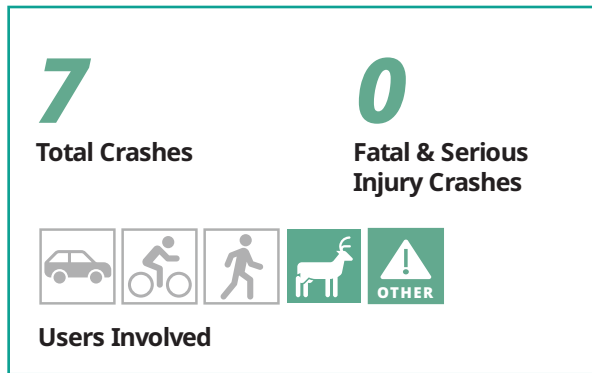 7
Total Crashes
0
Fatal & Serious
Injury Crashes
OTHER
Users Involved